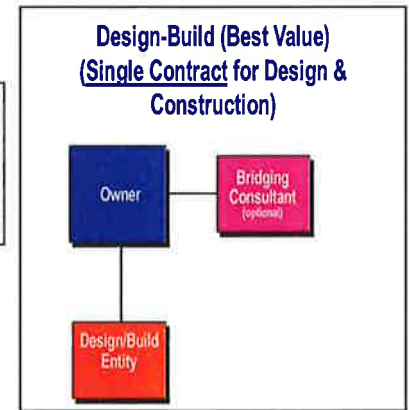 Design-Build (Best Value)
(Single Contract for Design &
Construction)
Owner
Bridging
Consultant
(optional)
Design/Build
Entity